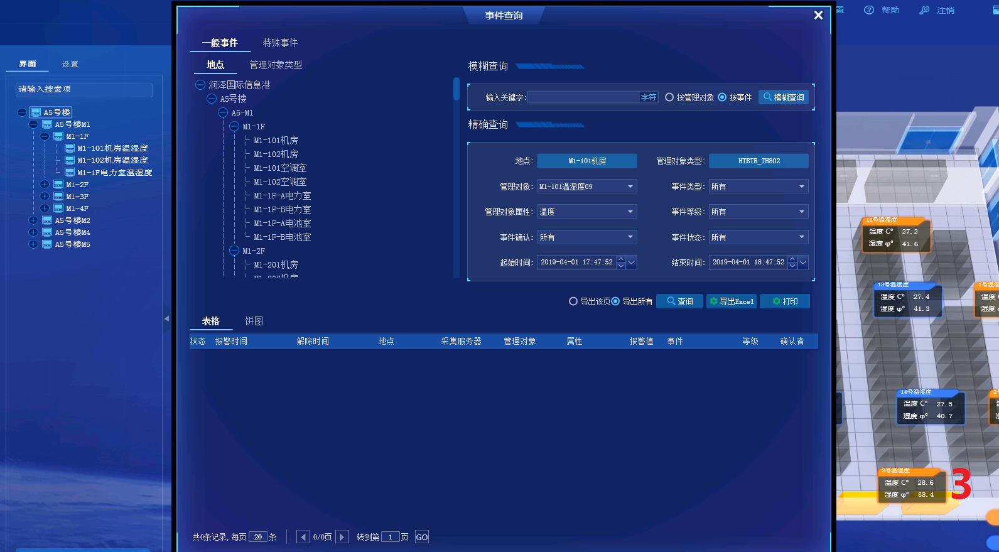 事件查询
置 帮助 注销
界面 设置
请输入搜索项
A5号楼
A5号楼M1
M1-1F
M1-101机房温湿度
M1-102机房温湿度
M1-1F电力室温湿度
M1-2F
M1-3F
M1-4F
A5号楼M2
A5号楼M4
A5号楼M5
一般事件 特殊事件
地点 管理对象类型
润泽国际信息港
A5号楼
A5-M1
M1-1F
M1-101机房
M1-102机房
M1-101空调室
M1-102空调室
M1-1F-A电力室
M1-1F-B电力室
M1-1F-A电池室
M1-1F-B电池室
M1-2F
M1-201机房
模糊查询
输入关键字: 字符 按管理对象 按事件 模糊查询
精确查询
地点: M1-101机房 管理对象类型: HTBTR_TH802
管理对象: M1-101温湿度09 事件类型: 所有
管理对象属性: 温度 事件等级: 所有
事件确认: 所有 事件状态: 所有
起始时间: 2019-04-01 17:47:52 结束时间: 2019-04-01 18:47:52
导出该页 导出所有 查询 导出Excel 打印
表格 饼图
状态 报警时间 解除时间 地点 采集服务器 管理对象 属性 报警值 事件 等级 确认者
共0条记录, 每页 20 条 0/0页 转到第 1 页 GO
12号温湿度
温度 C° 27.2
湿度 φ° 41.6
13号温湿度
温度 C° 27.4
湿度 φ° 41.3
1号温
温度
湿度 φ
14号温湿度
温度 C° 27.5
湿度 φ° 40.7
3号温湿度
温度 C° 28.6
湿度 φ° 38.4
3